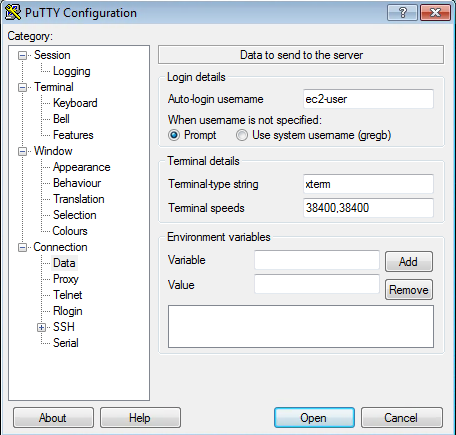 PuTTY Configuration
?
Category:
Session
Logging
Terminal
Keyboard
Bell
Features
Window
Appearance
Behaviour
Translation
Selection
Colours
Connection
Data
Proxy
Telnet
Rlogin
SSH
Serial
Data to send to the server
Login details
Auto-login username ec2-user
When username is not specified:
Prompt Use system username (gregb)
Terminal details
Terminal-type string xterm
Terminal speeds 38400,38400
Environment variables
Variable Add
Value Remove
About Help Open Cancel